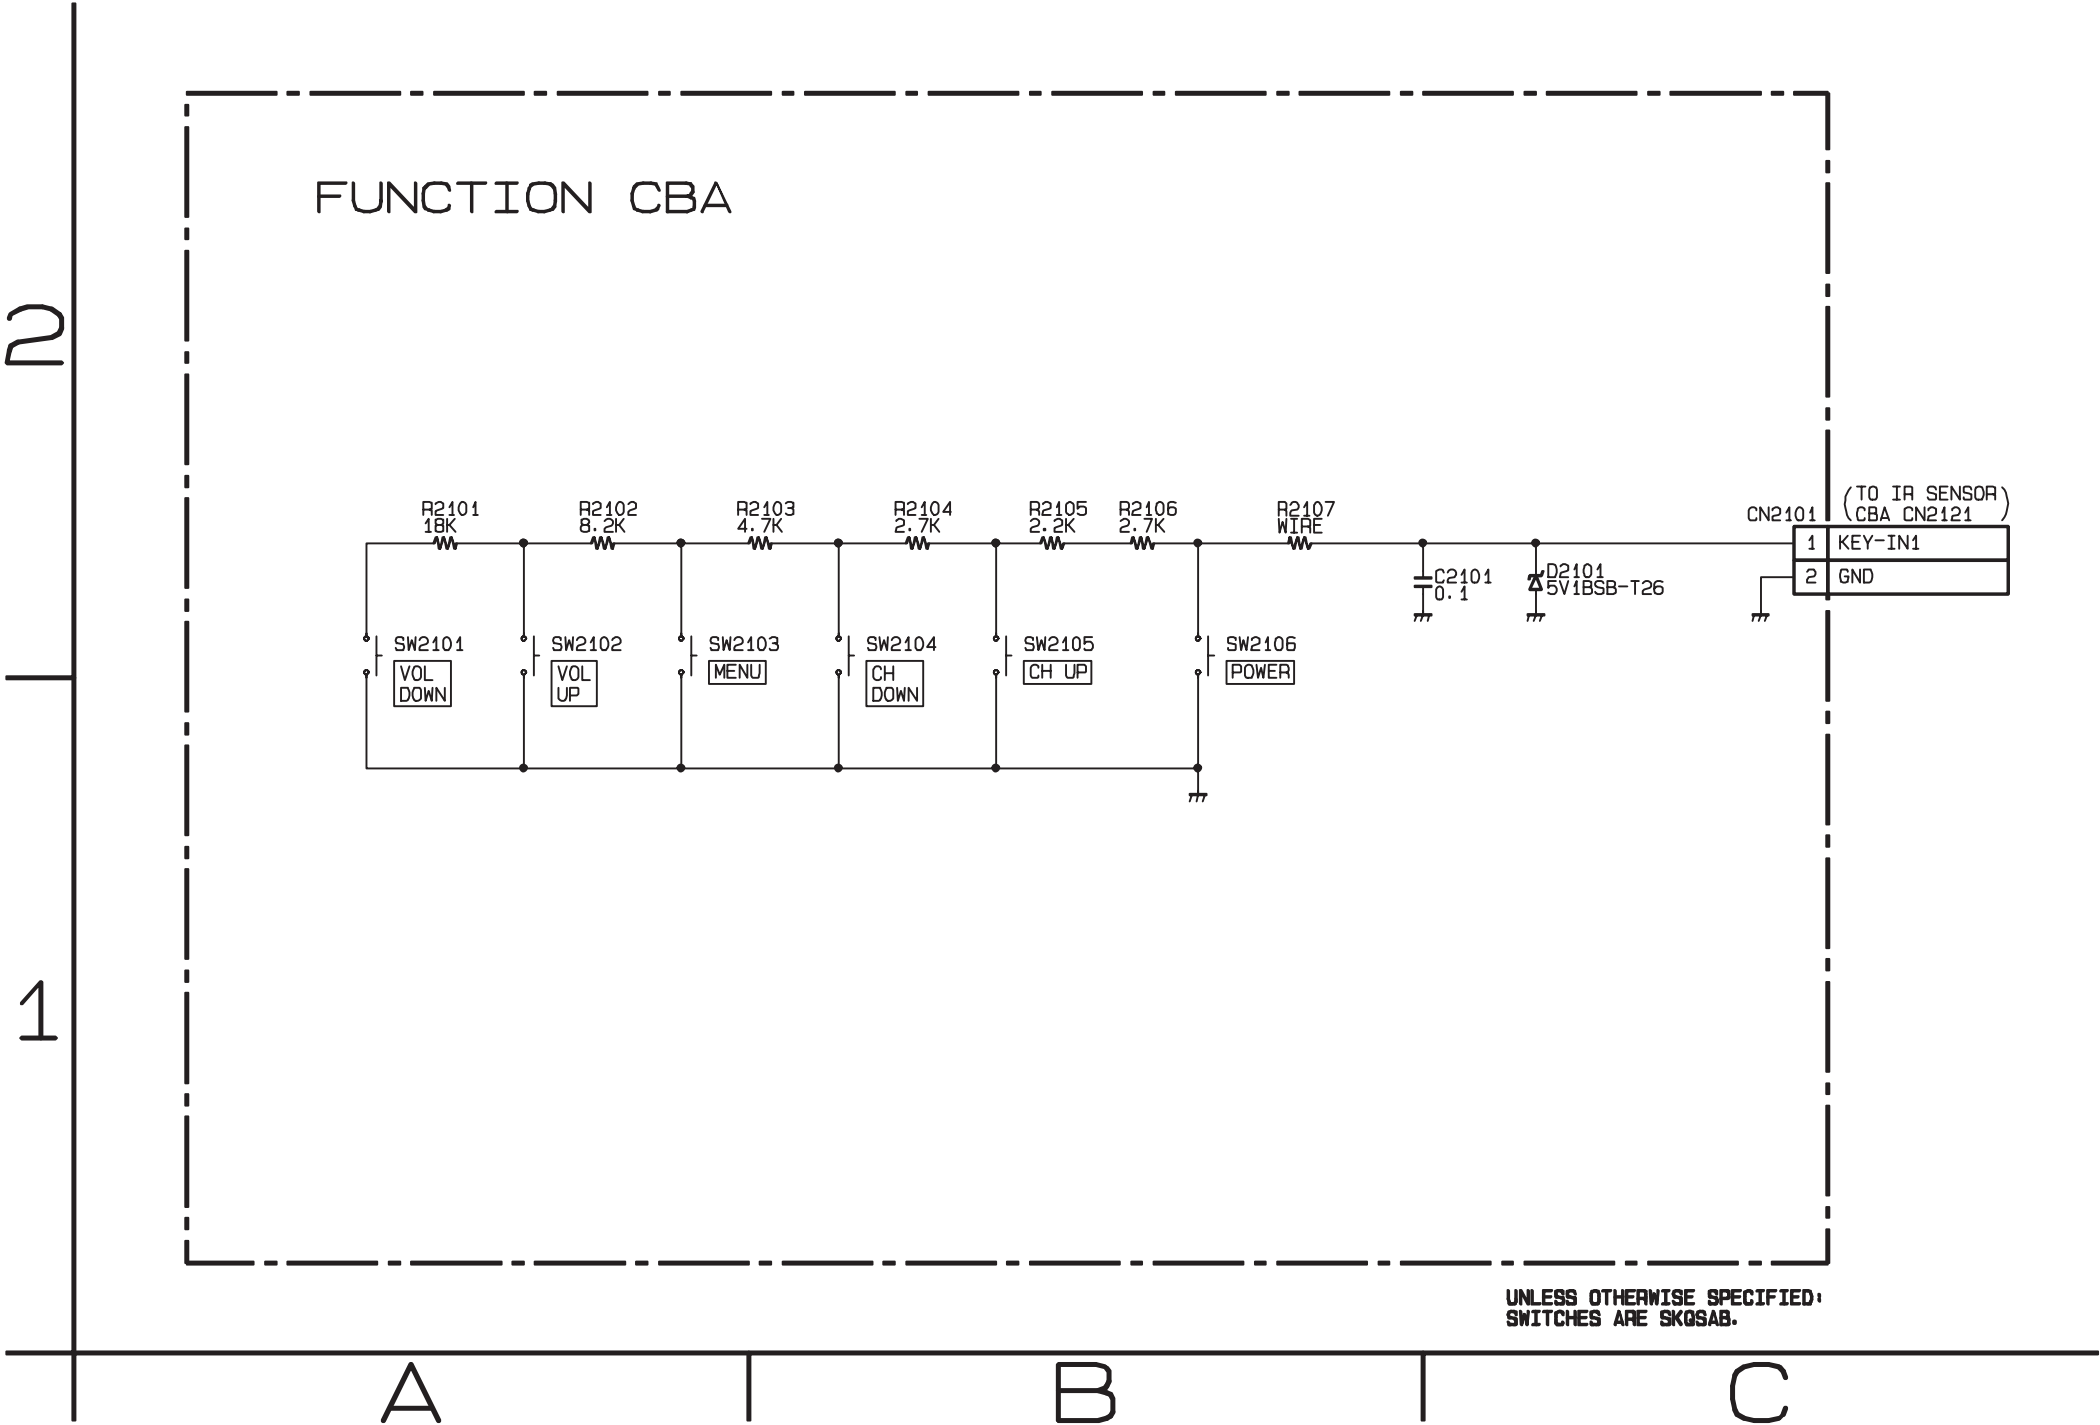 FUNCTION CBA
2
R2101
18K
R2102
8.2K
R2103
4.7K
R2104
2.7K
R2105
2.2K
R2106
2.7K
R2107
WIRE
CN2101
(TO IR SENSOR
CBA CN2121)
1 KEY-IN1
2 GND
C2101
0.1
D2101
5V1BSB-T26
SW2101
VOL
DOWN
SW2102
VOL
UP
SW2103
MENU
SW2104
CH
DOWN
SW2105
CH UP
SW2106
POWER
1
UNLESS OTHERWISE SPECIFIED:
SWITCHES ARE SKQSAB.
A
B
C